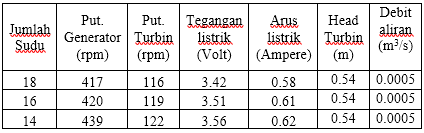 Jumlah Sudu | Put. Generator (rpm) | Put. Turbin (rpm) | Tegangan listrik (Volt) | Arus listrik (Ampere) | Head Turbin (m) | Debit aliran (m³/s)
18 | 417 | 116 | 3.42 | 0.58 | 0.54 | 0.0005
16 | 420 | 119 | 3.51 | 0.61 | 0.54 | 0.0005
14 | 439 | 122 | 3.56 | 0.62 | 0.54 | 0.0005